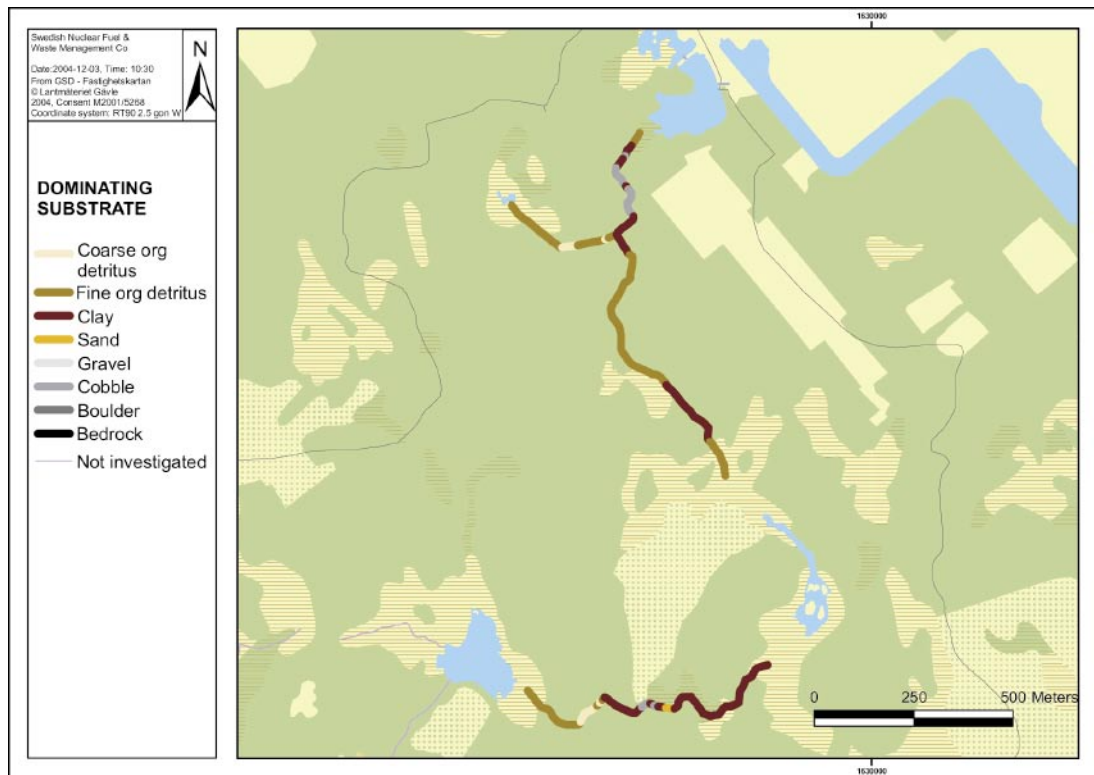 1630000
Swedish Nuclear Fuel &
Waste Management Co
Date:2004-12-03, Time: 10:30
From GSD - Fastighetskartan
© Lantmäteriet Gävle
2004, Consent M2001/5268
Coordinate system: RT90 2.5 gon W
N
DOMINATING
SUBSTRATE
Coarse org
detritus
Fine org detritus
Clay
Sand
Gravel
Cobble
Boulder
Bedrock
Not investigated
0 250 500 Meters
1630000